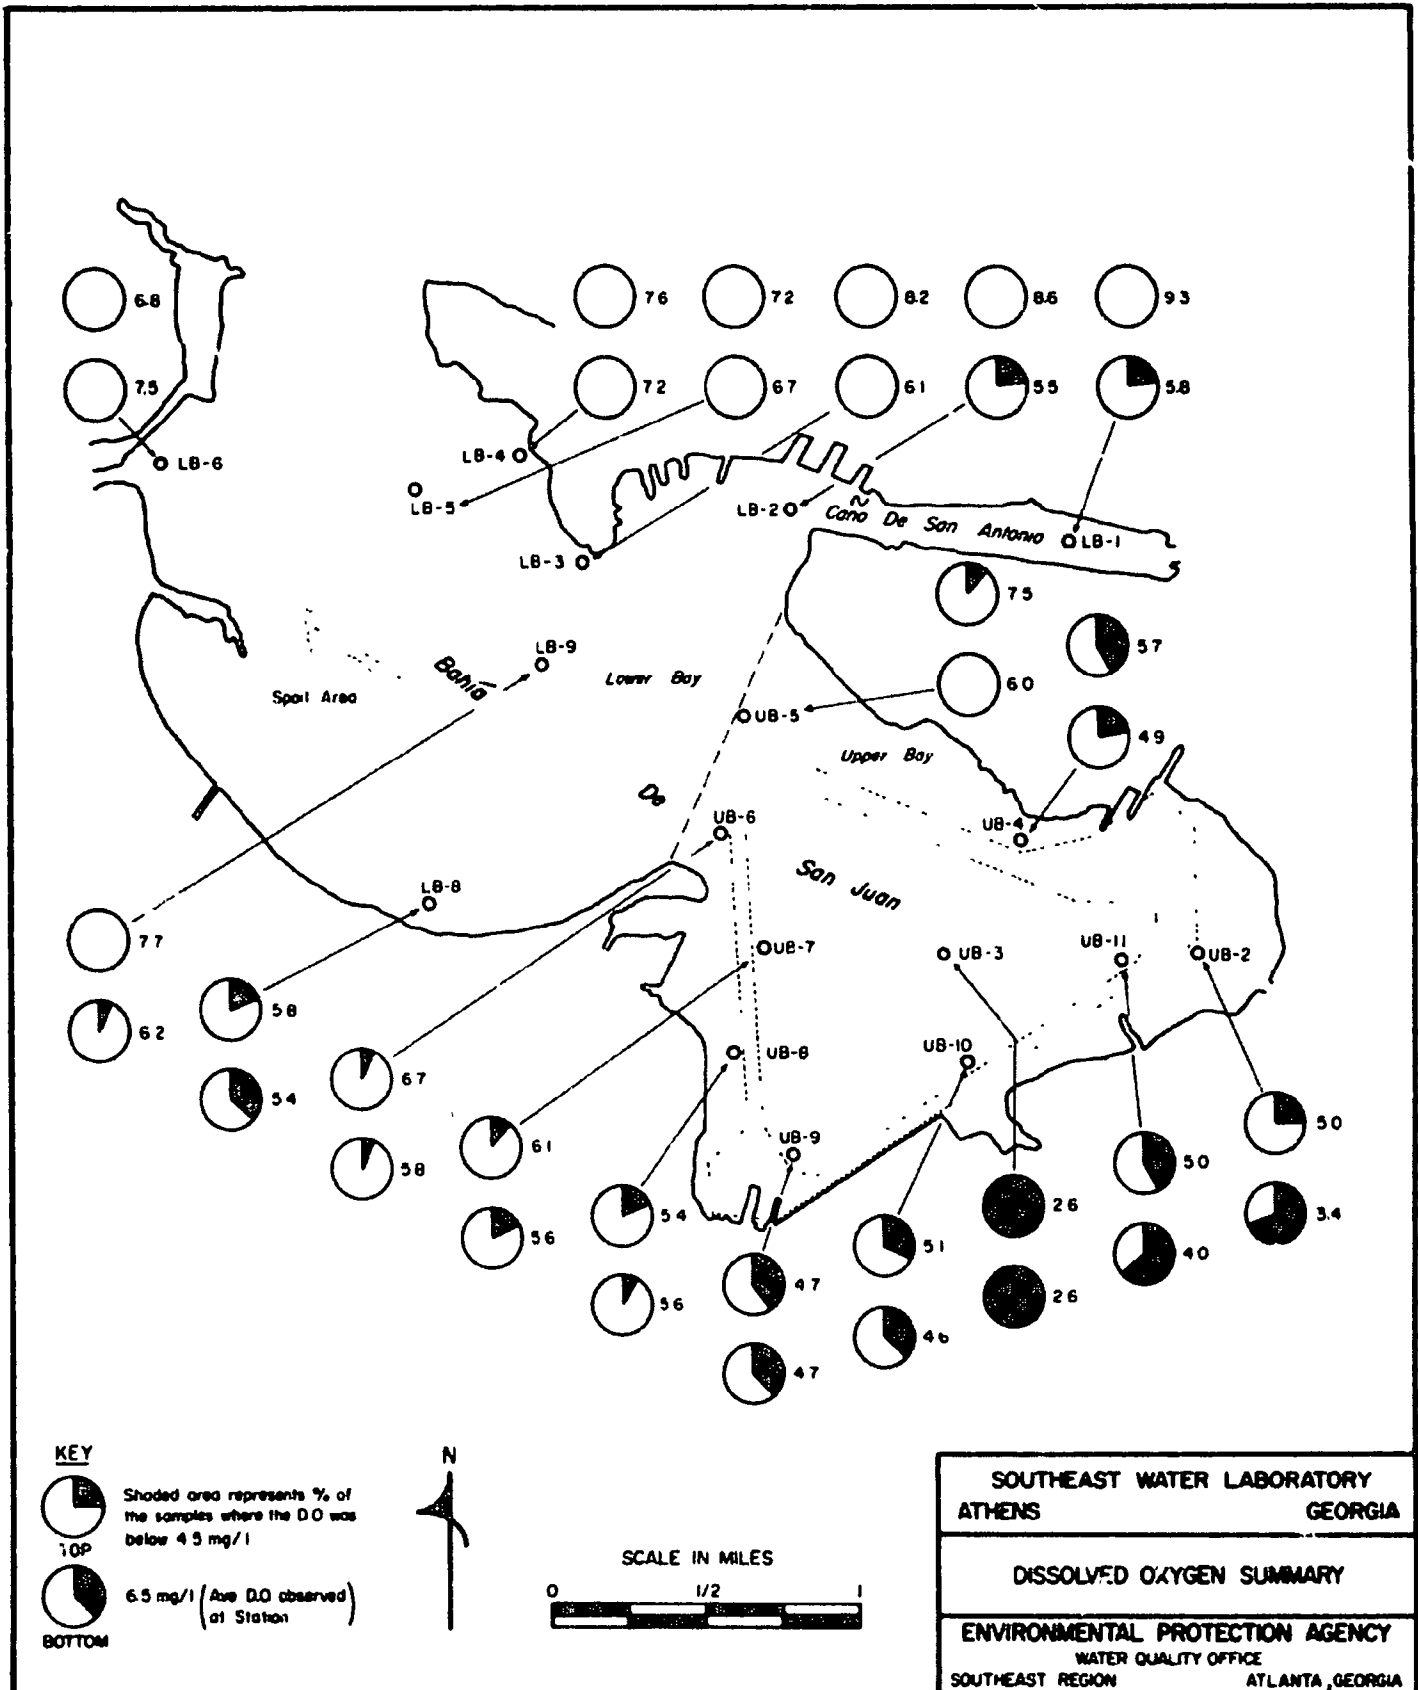 6.8
7.5
7.6
7.2
8.2
8.6
9.3
7.2
6.7
6.1
5.5
5.8
LB-6
LB-4
LB-5
LB-2
Caño De San Antonio
LB-1
LB-3
7.5
5.7
LB-9
Bahía
Lower Bay
6.0
Spoil Area
UB-5
4.9
Upper Bay
De
UB-6
UB-4
San Juan
LB-8
7.7
UB-7
UB-3
UB-11
UB-2
5.8
6.2
UB-8
UB-10
6.7
5.4
6.1
UB-9
5.0
5.0
5.8
5.4
2.6
3.4
5.6
5.1
4.0
5.6
4.7
2.6
4.6
4.7
KEY
Shaded area represents % of
the samples where the D.O was
below 4.5 mg/l
TOP
6.5 mg/l (Ave D.O observed
at Station)
BOTTOM
N
SCALE IN MILES
0 1/2 1
SOUTHEAST WATER LABORATORY
ATHENS GEORGIA
DISSOLVED OXYGEN SUMMARY
ENVIRONMENTAL PROTECTION AGENCY
WATER QUALITY OFFICE
SOUTHEAST REGION ATLANTA, GEORGIA